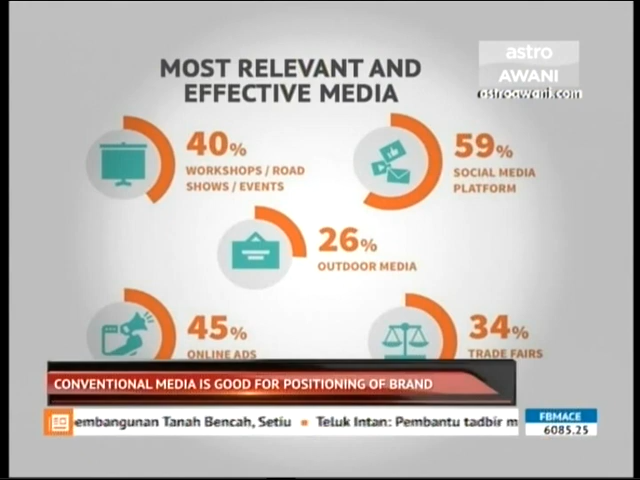 MOST RELEVANT AND
EFFECTIVE MEDIA
astro
AWANI
astroawani.com
40%
WORKSHOPS / ROAD
SHOWS / EVENTS
59%
SOCIAL MEDIA
PLATFORM
26%
OUTDOOR MEDIA
45%
ONLINE ADS
34%
TRADE FAIRS
CONVENTIONAL MEDIA IS GOOD FOR POSITIONING OF BRAND
embangunan Tanah Bencah, Setiu ▪ Teluk Intan: Pembantu tadbir m
FBMACE
6085.25